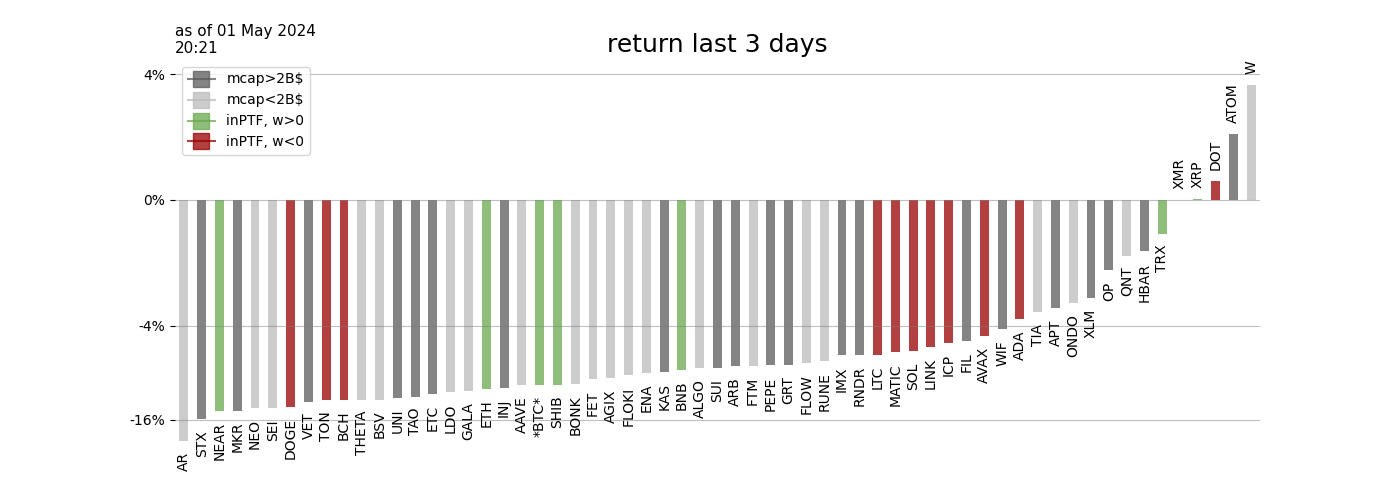 as of 01 May 2024
20:21
return last 3 days
mcap>2B$
mcap<2B$
inPTF, w>0
inPTF, w<0
4%
0%
-4%
-16%
AR
STX
NEAR
MKR
NEO
SEI
DOGE
VET
TON
BCH
THETA
BSV
UNI
TAO
ETC
LDO
GALA
ETH
INJ
AAVE
*BTC*
SHIB
BONK
FET
AGIX
FLOKI
ENA
KAS
BNB
ALGO
SUI
ARB
FTM
PEPE
GRT
FLOW
RUNE
IMX
RNDR
LTC
MATIC
SOL
LINK
ICP
FIL
AVAX
WIF
ADA
TIA
APT
ONDO
XLM
OP
QNT
HBAR
TRX
XMR
XRP
DOT
ATOM
W